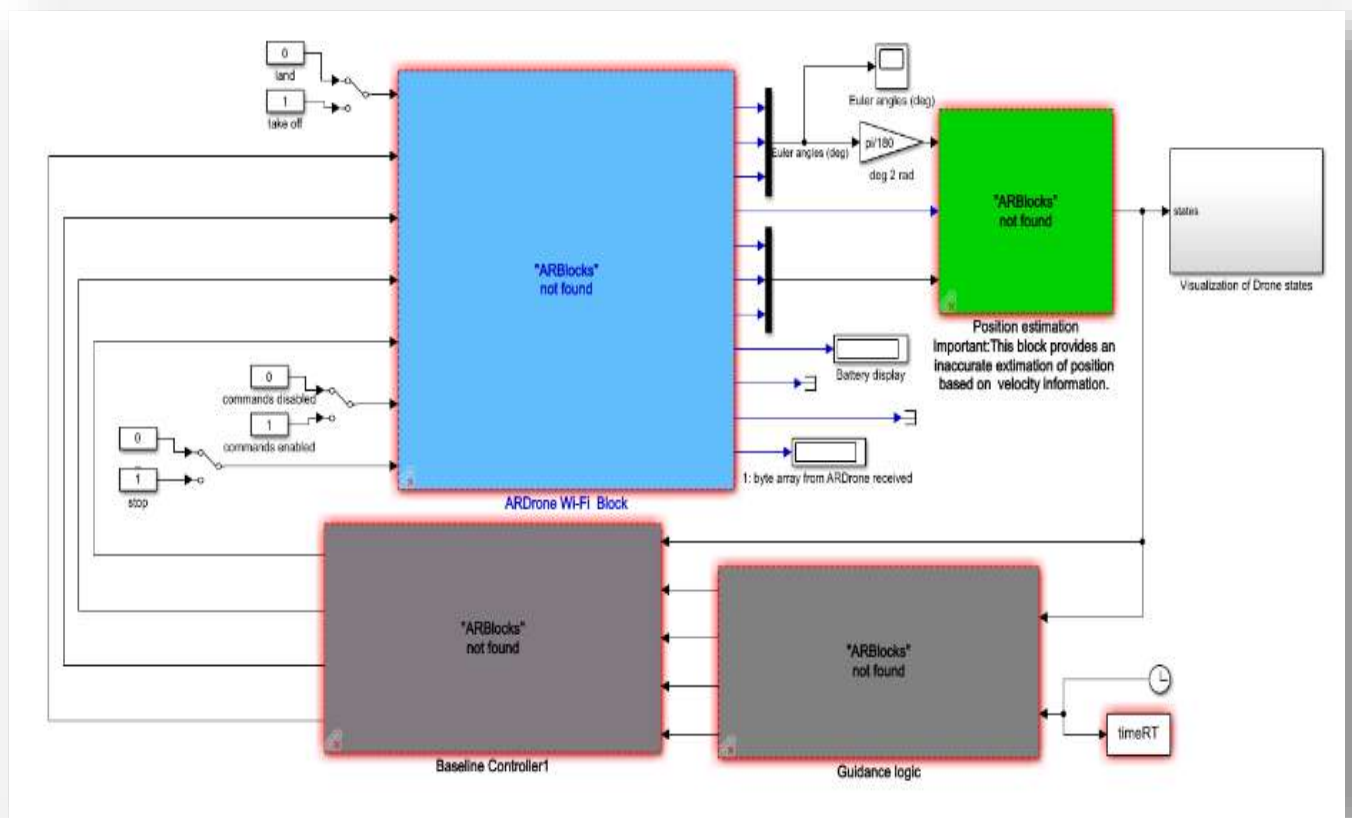 0
land
1
take off
Euler angles (deg)
Euler angles (deg)
pi/180
deg 2 rad
"ARBlocks"
not found
"ARBlocks"
not found
states
Visualization of Drone states
Position estimation
Important:This block provides an
inaccurate extimation of position
based on velocity information.
Battery display
0
commands disabled
1
commands enabled
0
1
stop
1: byte array from ARDrone received
ARDrone Wi-Fi Block
"ARBlocks"
not found
"ARBlocks"
not found
timeRT
Baseline Controller1
Guidance logic